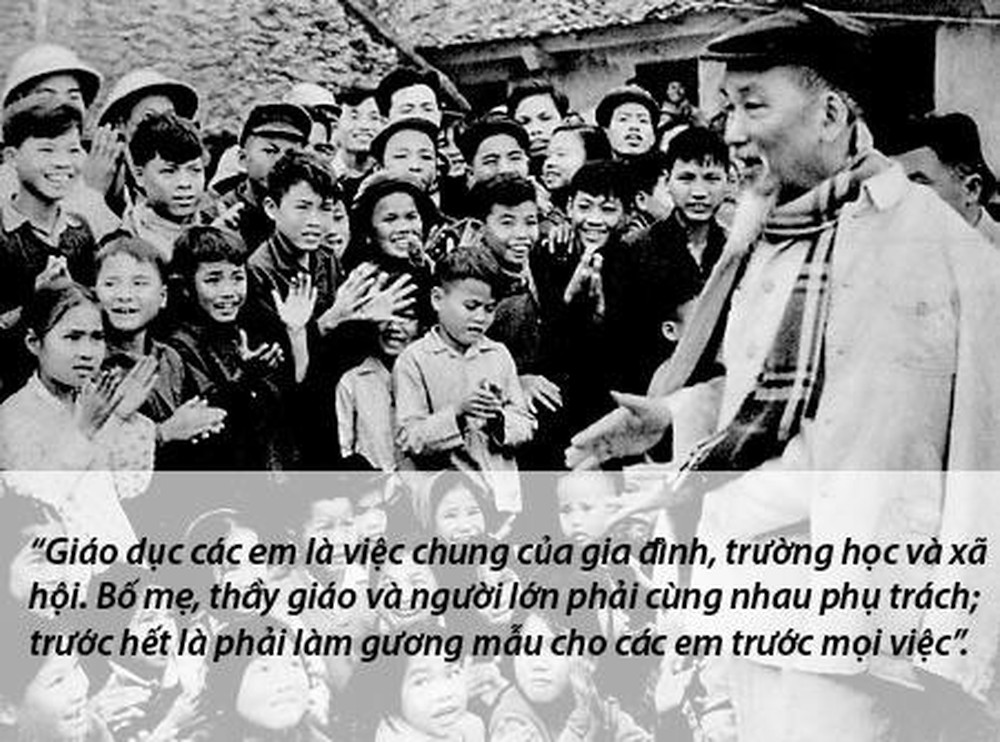 “Giáo dục các em là việc chung của gia đình, trường học và xã
hội. Bố mẹ, thầy giáo và người lớn phải cùng nhau phụ trách;
trước hết là phải làm gương mẫu cho các em trước mọi việc”.